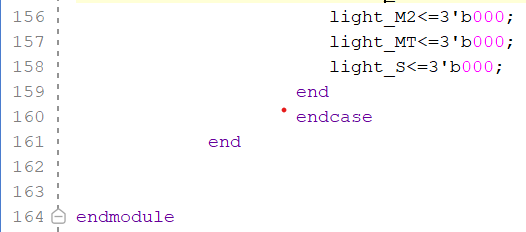 156 light_M2<=3'b000;
157 light_MT<=3'b000;
158 light_S<=3'b000;
159 end
160 endcase
161 end
162
163
164 endmodule